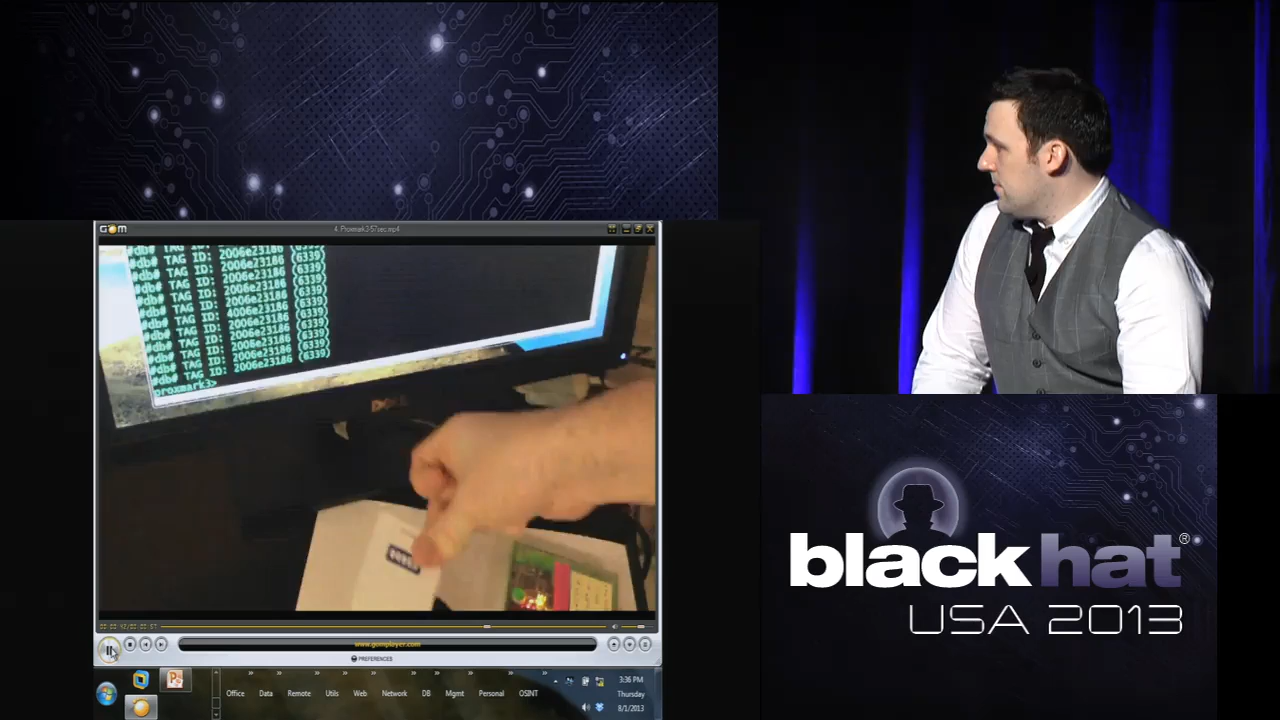 GOM
4. Proxmark3-57sec.mp4
#db# TAG ID: 2006e23186 (6339)
#db# TAG ID: 2006e23186 (6339)
#db# TAG ID: 2006e23186 (6339)
#db# TAG ID: 2006e23186 (6339)
#db# TAG ID: 2006e23186 (6339)
#db# TAG ID: 4006e23186 (6339)
#db# TAG ID: 2006e23186 (6339)
#db# TAG ID: 2006e23186 (6339)
#db# TAG ID: 2006e23186 (6339)
#db# TAG ID: 2006e23186 (6339)
proxmark3>
www.gomplayer.com
PREFERENCES
Office Data Remote Utils Web Network DB Mgmt Personal OSINT
3:36 PM
Thursday
8/1/2013
black hat®
USA 2013